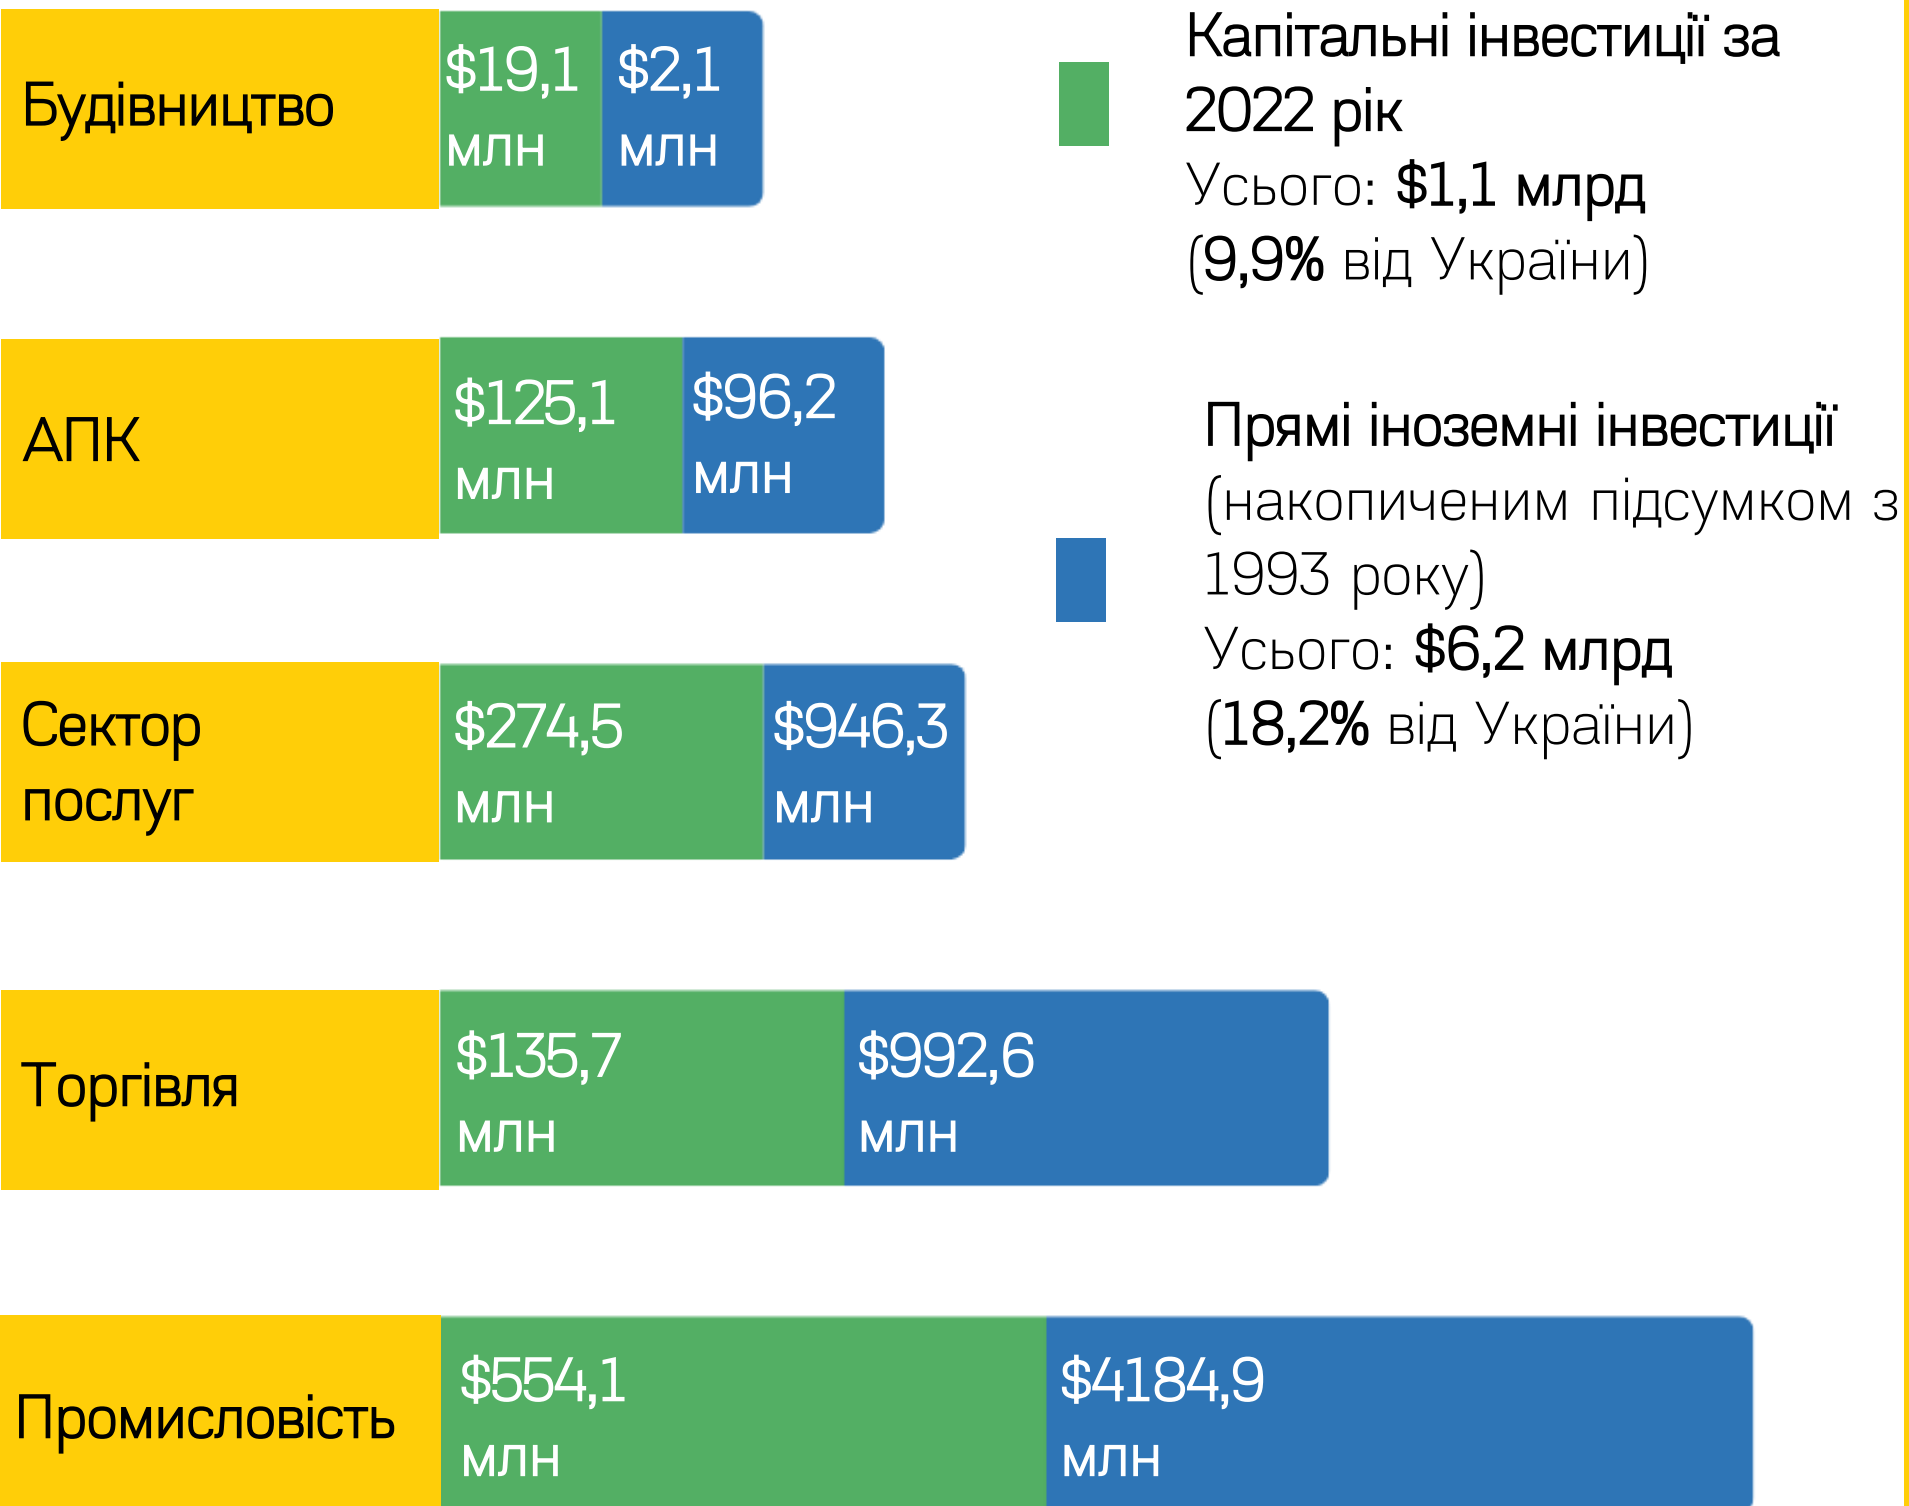 Будівництво
$19,1
млн
$2,1
млн
Капітальні інвестиції за
2022 рік
Усього: $1,1 млрд
(9,9% від України)
АПК
$125,1
млн
$96,2
млн
Прямі іноземні інвестиції
(накопиченим підсумком з
1993 року)
Усього: $6,2 млрд
(18,2% від України)
Сектор
послуг
$274,5
млн
$946,3
млн
Торгівля
$135,7
млн
$992,6
млн
Промисловість
$554,1
млн
$4184,9
млн